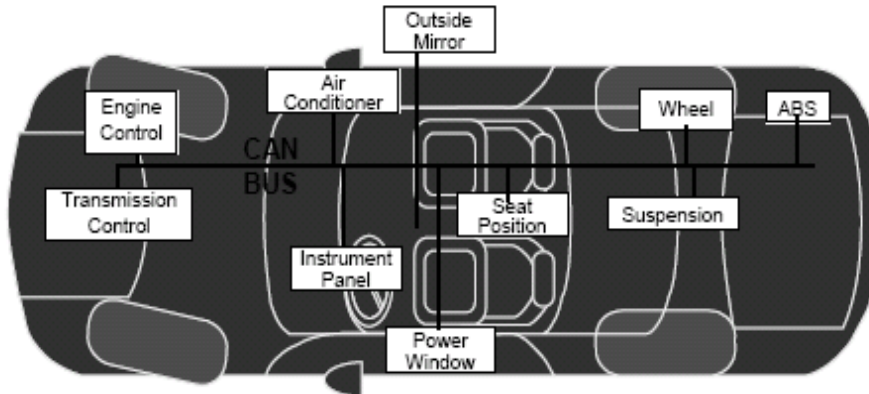 Outside
Mirror
Air
Conditioner
Engine
Control
Wheel
ABS
CAN
BUS
Transmission
Control
Seat
Position
Suspension
Instrument
Panel
Power
Window